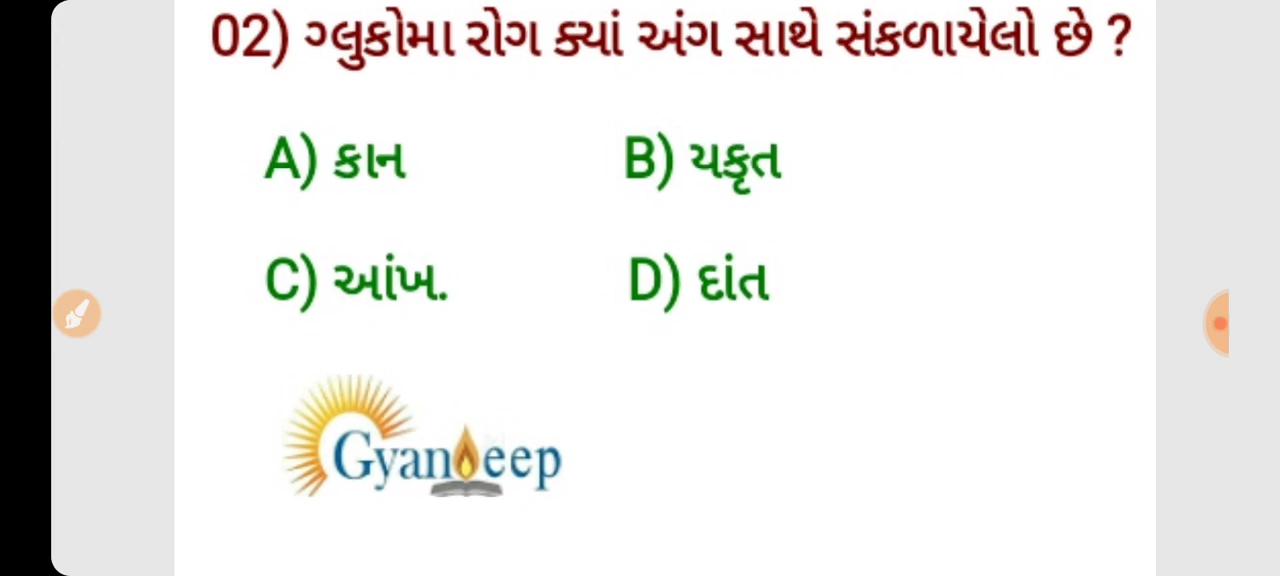 02) ગ્લુકોમા રોગ ક્યાં અંગ સાથે સંકળાયેલો છે ?
A) કાન B) યકૃત
C) આંખ. D) દાંત
Gyandeep